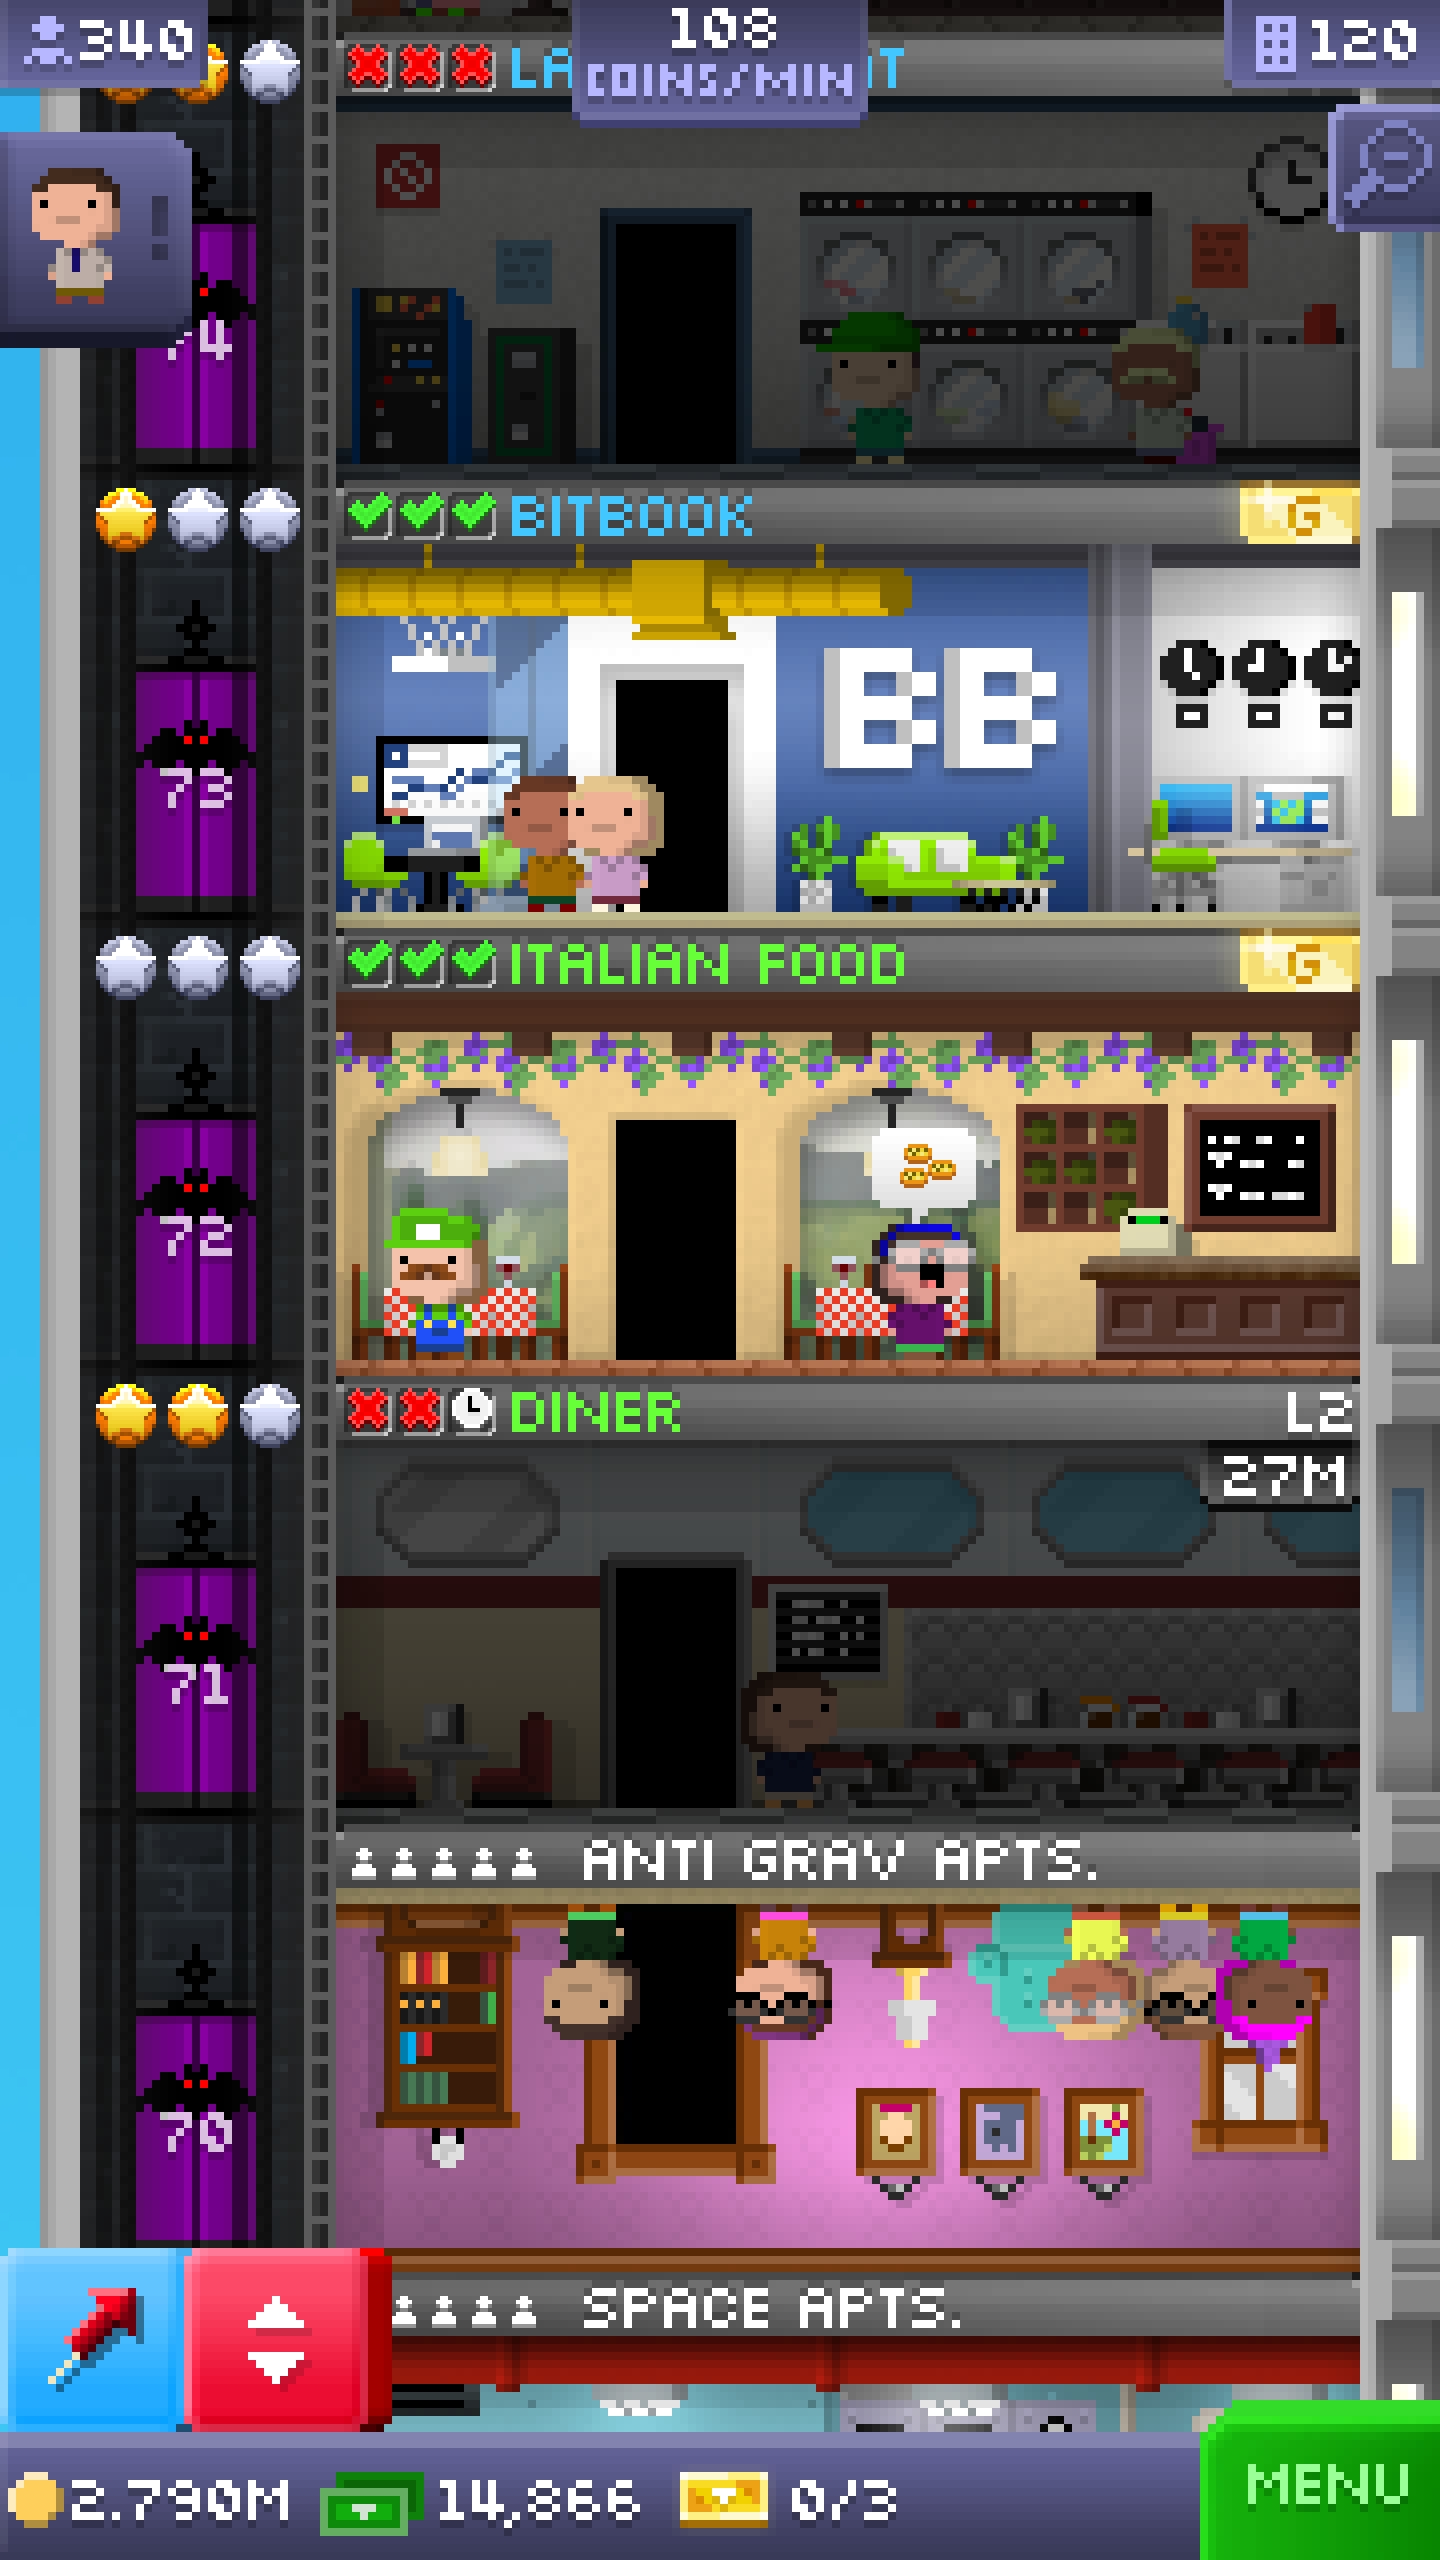 340
108
COINS/MIN
120
74
BITBOOK
G
BB
73
ITALIAN FOOD
G
72
DINER
L2
27M
71
ANTI GRAV APTS.
70
SPACE APTS.
2.790M
14,866
0/3
MENU